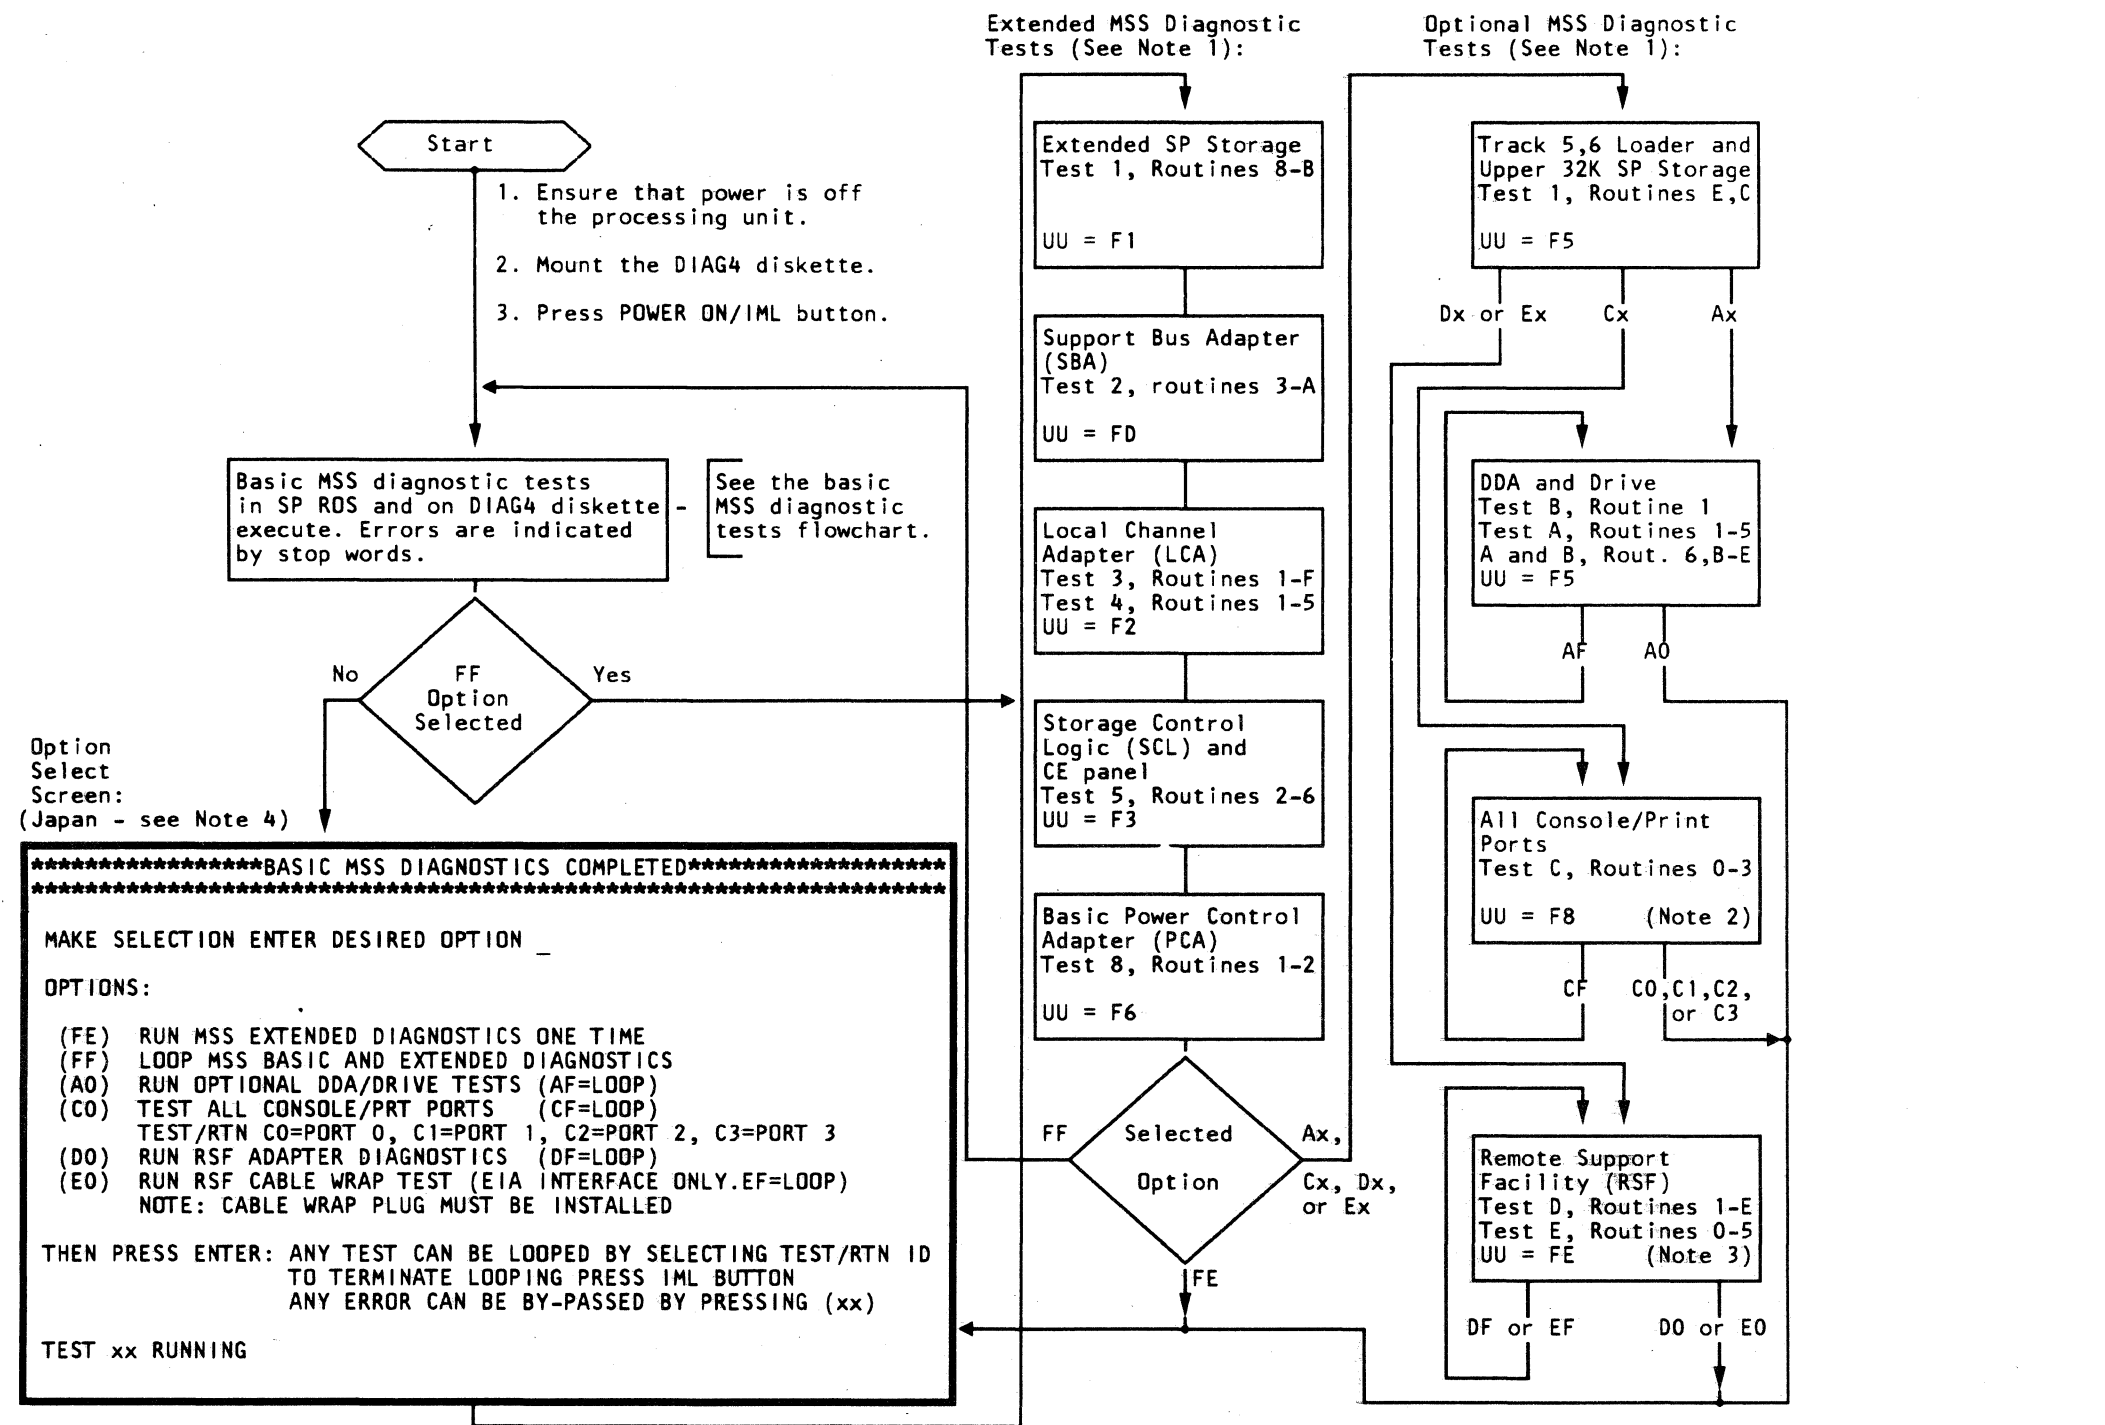 Start
1. Ensure that power is off
the processing unit.
2. Mount the DIAG4 diskette.
3. Press POWER ON/IML button.
Basic MSS diagnostic tests
in SP ROS and on DIAG4 diskette -
execute. Errors are indicated
by stop words.
See the basic
MSS diagnostic
tests flowchart.
No
FF
Option
Selected
Yes
Option
Select
Screen:
(Japan - see Note 4)
*****************BASIC MSS DIAGNOSTICS COMPLETED*******************
*******************************************************************
MAKE SELECTION ENTER DESIRED OPTION _
OPTIONS:
(FE) RUN MSS EXTENDED DIAGNOSTICS ONE TIME
(FF) LOOP MSS BASIC AND EXTENDED DIAGNOSTICS
(A0) RUN OPTIONAL DDA/DRIVE TESTS (AF=LOOP)
(C0) TEST ALL CONSOLE/PRT PORTS (CF=LOOP)
TEST/RTN C0=PORT 0, C1=PORT 1, C2=PORT 2, C3=PORT 3
(D0) RUN RSF ADAPTER DIAGNOSTICS (DF=LOOP)
(E0) RUN RSF CABLE WRAP TEST (EIA INTERFACE ONLY.EF=LOOP)
NOTE: CABLE WRAP PLUG MUST BE INSTALLED
THEN PRESS ENTER: ANY TEST CAN BE LOOPED BY SELECTING TEST/RTN ID
TO TERMINATE LOOPING PRESS IML BUTTON
ANY ERROR CAN BE BY-PASSED BY PRESSING (xx)
TEST xx RUNNING
Extended MSS Diagnostic
Tests (See Note 1):
Extended SP Storage
Test 1, Routines 8-B
UU = F1
Support Bus Adapter
(SBA)
Test 2, routines 3-A
UU = FD
Local Channel
Adapter (LCA)
Test 3, Routines 1-F
Test 4, Routines 1-5
UU = F2
Storage Control
Logic (SCL) and
CE panel
Test 5, Routines 2-6
UU = F3
Basic Power Control
Adapter (PCA)
Test 8, Routines 1-2
UU = F6
FF
Selected
Option
Ax,
Cx, Dx,
or Ex
FE
Optional MSS Diagnostic
Tests (See Note 1):
Track 5,6 Loader and
Upper 32K SP Storage
Test 1, Routines E,C
UU = F5
Dx or Ex
Cx
Ax
DDA and Drive
Test B, Routine 1
Test A, Routines 1-5
A and B, Rout. 6,B-E
UU = F5
AF
A0
All Console/Print
Ports
Test C, Routines 0-3
UU = F8 (Note 2)
CF
C0,C1,C2,
or C3
Remote Support
Facility (RSF)
Test D, Routines 1-E
Test E, Routines 0-5
UU = FE (Note 3)
DF or EF
D0 or E0